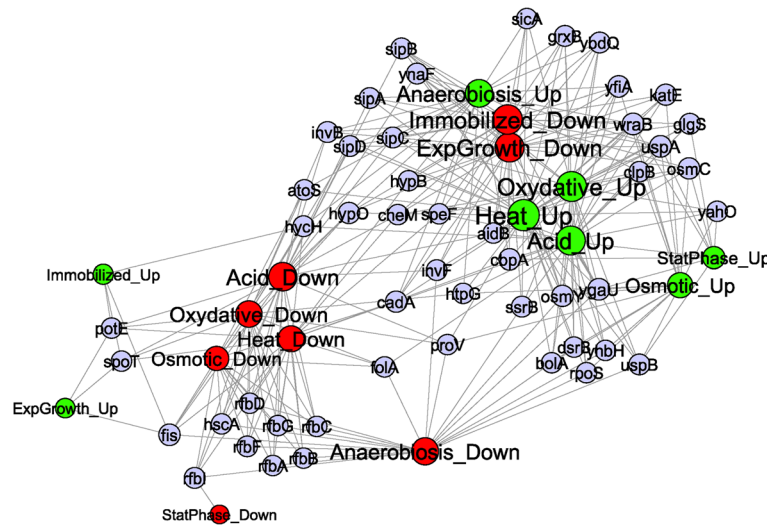 sicA
grxB
ybdQ
sipB
ynaF
yfiA
Anaerobiosis_Up
katE
sipA
Immobilized_Down
wraB
glgS
invB
sipC
sipD
ExpGrowth_Down
uspA
clpB
osmC
hypB
Oxydative_Up
atoS
hypO
cheM
speF
Heat_Up
yahO
hycH
aidB
Acid_Up
StatPhase_Up
cbpA
Immobilized_Up
Acid_Down
invF
Osmotic_Up
htpG
osmY
ygaU
cadA
ssrB
Oxydative_Down
potE
Heat_Down
proV
dsrB
ynbH
spoT
Osmotic_Down
folA
bolA
rpoS
uspB
ExpGrowth_Up
rfbD
hscA
rfbG
rfbC
fis
rfbF
Anaerobiosis_Down
rfbB
rfbA
rfbI
StatPhase_Down